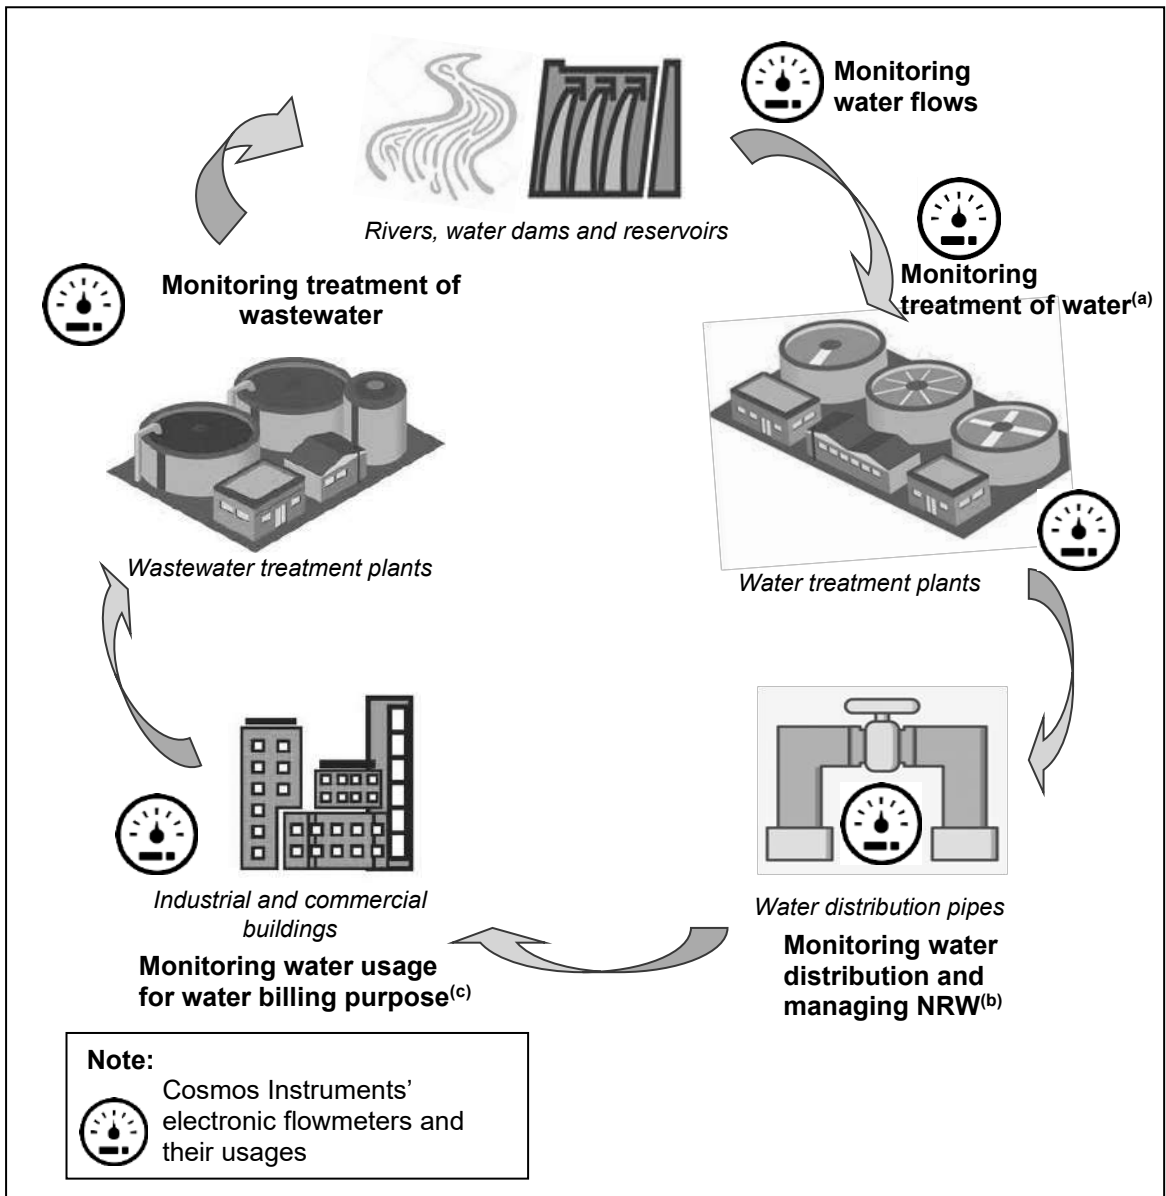 Monitoring
water flows
Rivers, water dams and reservoirs
Monitoring
treatment of water(a)
Monitoring treatment of
wastewater
Wastewater treatment plants
Water treatment plants
Industrial and commercial
buildings
Monitoring water usage
for water billing purpose(c)
Water distribution pipes
Monitoring water
distribution and
managing NRW(b)
Note:
Cosmos Instruments’
electronic flowmeters and
their usages